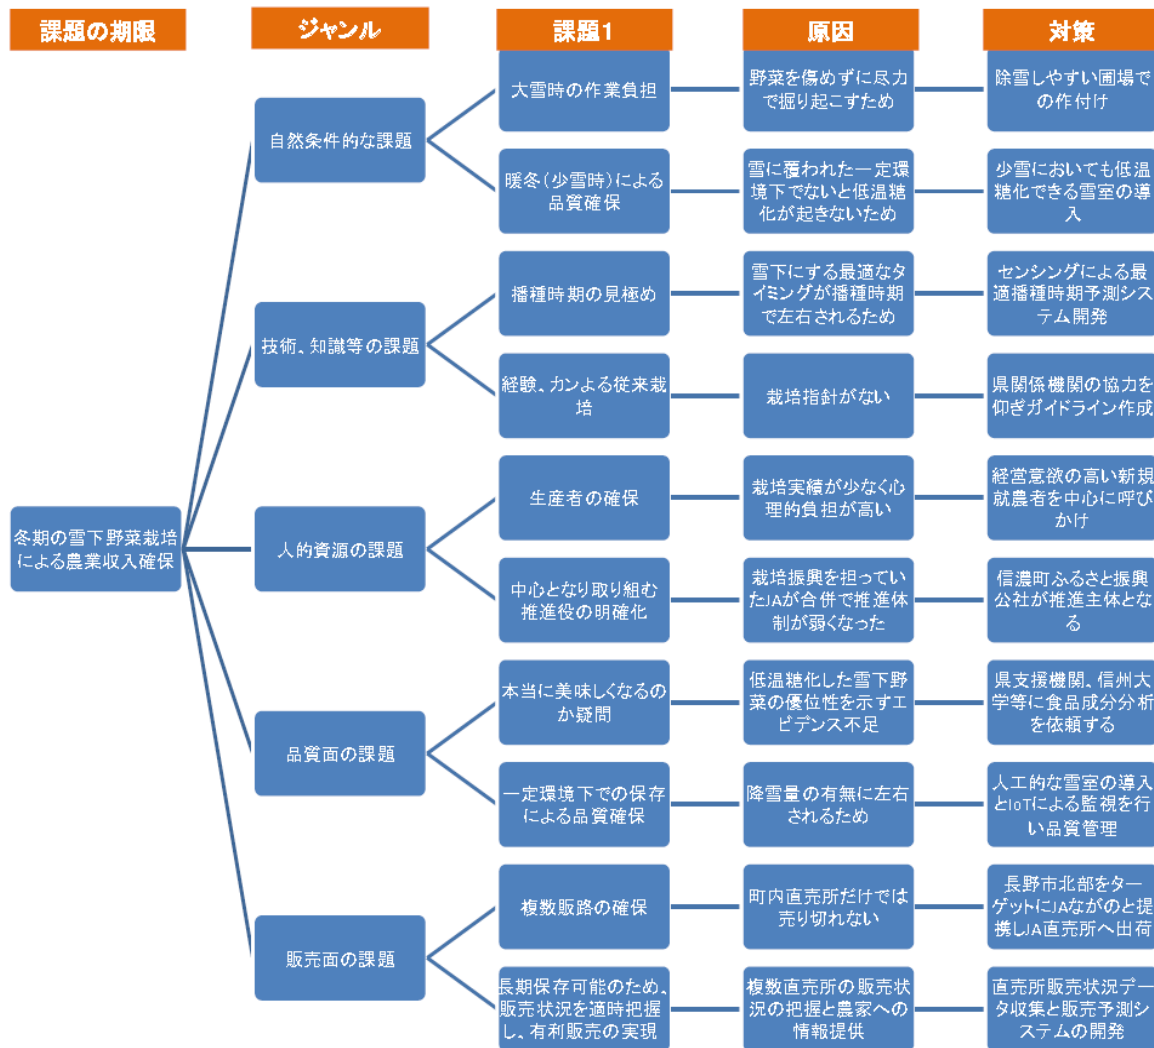 課題の期限
ジャンル
課題1
原因
対策
冬期の雪下野菜栽培
による農業収入確保
自然条件的な課題
大雪時の作業負担
野菜を傷めずに尽力
で掘り起こすため
除雪しやすい圃場で
の作付け
暖冬(少雪時)による
品質確保
雪に覆われた一定環
境下でないと低温糖
化が起きないため
少雪においても低温
糖化できる雪室の導
入
技術、知識等の課題
播種時期の見極め
雪下にする最適なタ
イミングが播種時期
で左右されるため
センシングによる最
適播種時期予測シス
テム開発
経験、カンよる従来栽
培
栽培指針がない
県関係機関の協力を
仰ぎガイドライン作成
人的資源の課題
生産者の確保
栽培実績が少なく心
理的負担が高い
経営意欲の高い新規
就農者を中心に呼び
かけ
中心となり取り組む
推進役の明確化
栽培振興を担ってい
たJAが合併で推進体
制が弱くなった
信濃町ふるさと振興
公社が推進主体とな
る
品質面の課題
本当に美味しくなるの
か疑問
低温糖化した雪下野
菜の優位性を示すエ
ビデンス不足
県支援機関、信州大
学等に食品成分分析
を依頼する
一定環境下での保存
による品質確保
降雪量の有無に左右
されるため
人工的な雪室の導入
とIoTによる監視を行
い品質管理
販売面の課題
複数販路の確保
町内直売所だけでは
売り切れない
長野市北部をター
ゲットにJAながのと提
携しJA直売所へ出荷
長期保存可能のため、
販売状況を適時把握
し、有利販売の実現
複数直売所の販売状
況の把握と農家への
情報提供
直売所販売状況デー
タ収集と販売予測シ
ステムの開発